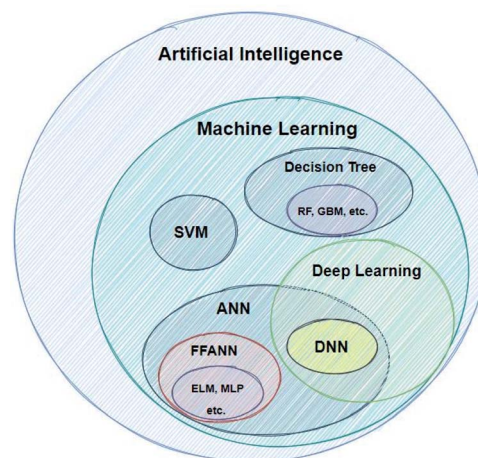 Artificial Intelligence
Machine Learning
Decision Tree
RF, GBM, etc.
SVM
Deep Learning
ANN
FFANN
DNN
ELM, MLP
etc.